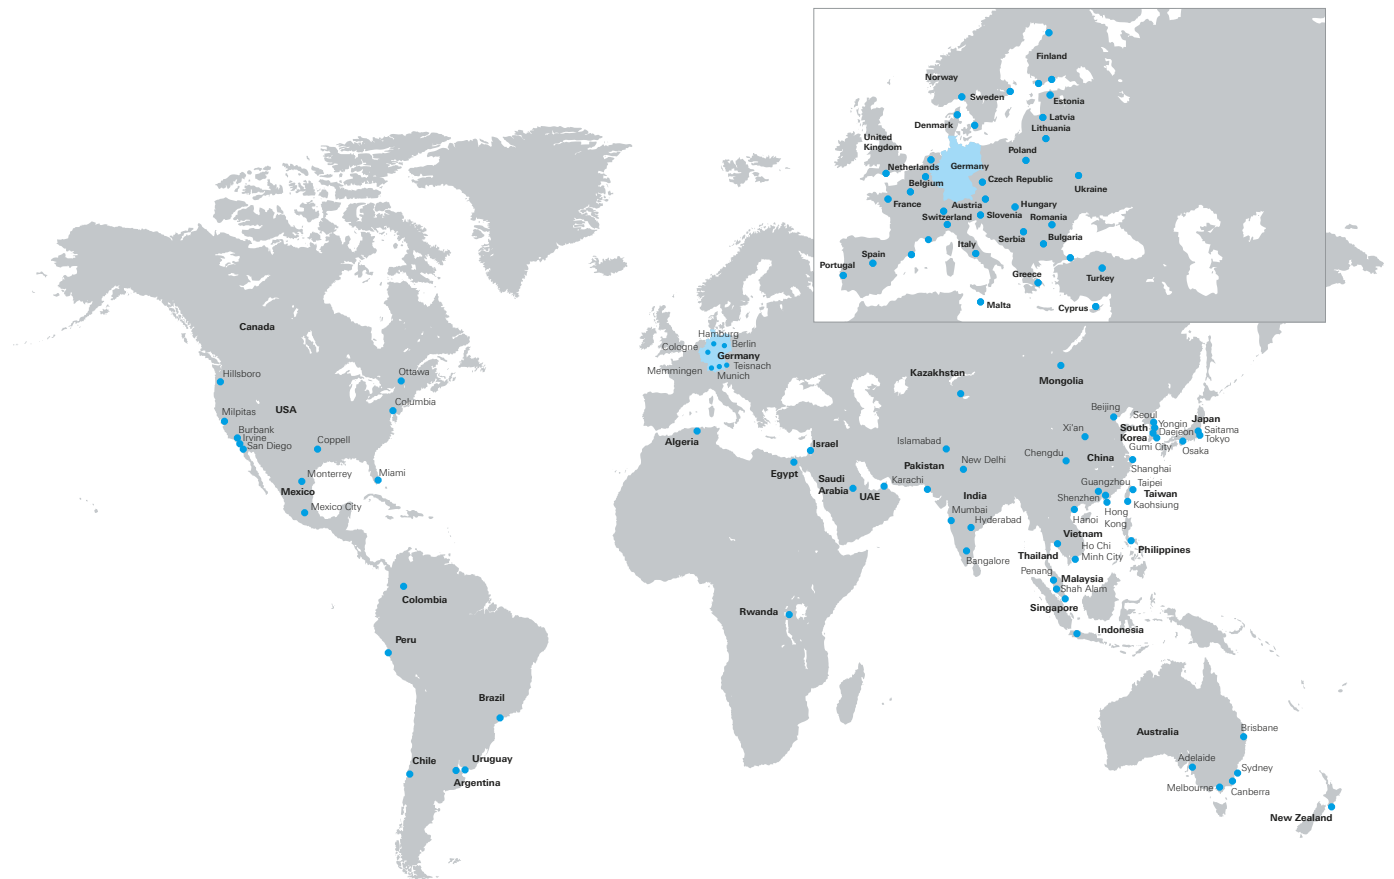 Finland
Norway
Sweden
Estonia
Denmark
Latvia
Lithuania
United
Kingdom
Poland
Netherlands
Germany
Czech Republic
Belgium
Ukraine
France
Austria
Hungary
Switzerland
Slovenia
Romania
Serbia
Bulgaria
Italy
Spain
Portugal
Greece
Turkey
Malta
Cyprus
Canada
Hillsboro
Ottawa
Milpitas
USA
Columbia
Burbank
Irvine
San Diego
Coppell
Monterrey
Miami
Mexico
Mexico City
Colombia
Peru
Brazil
Chile
Uruguay
Argentina
Hamburg
Cologne
Berlin
Germany
Memmingen
Teisnach
Munich
Algeria
Israel
Egypt
Saudi
Arabia
UAE
Rwanda
Kazakhstan
Mongolia
Islamabad
Pakistan
New Delhi
Karachi
India
Mumbai
Hyderabad
Bangalore
Beijing
Xi'an
Chengdu
China
Shanghai
Guangzhou
Shenzhen
Hong
Kong
Seoul
South
Korea
Yongin
Daejeon
Gumi City
Japan
Saitama
Tokyo
Osaka
Taipei
Taiwan
Kaohsiung
Hanoi
Vietnam
Ho Chi
Minh City
Thailand
Philippines
Penang
Malaysia
Shah Alam
Singapore
Indonesia
Australia
Brisbane
Adelaide
Sydney
Melbourne
Canberra
New Zealand